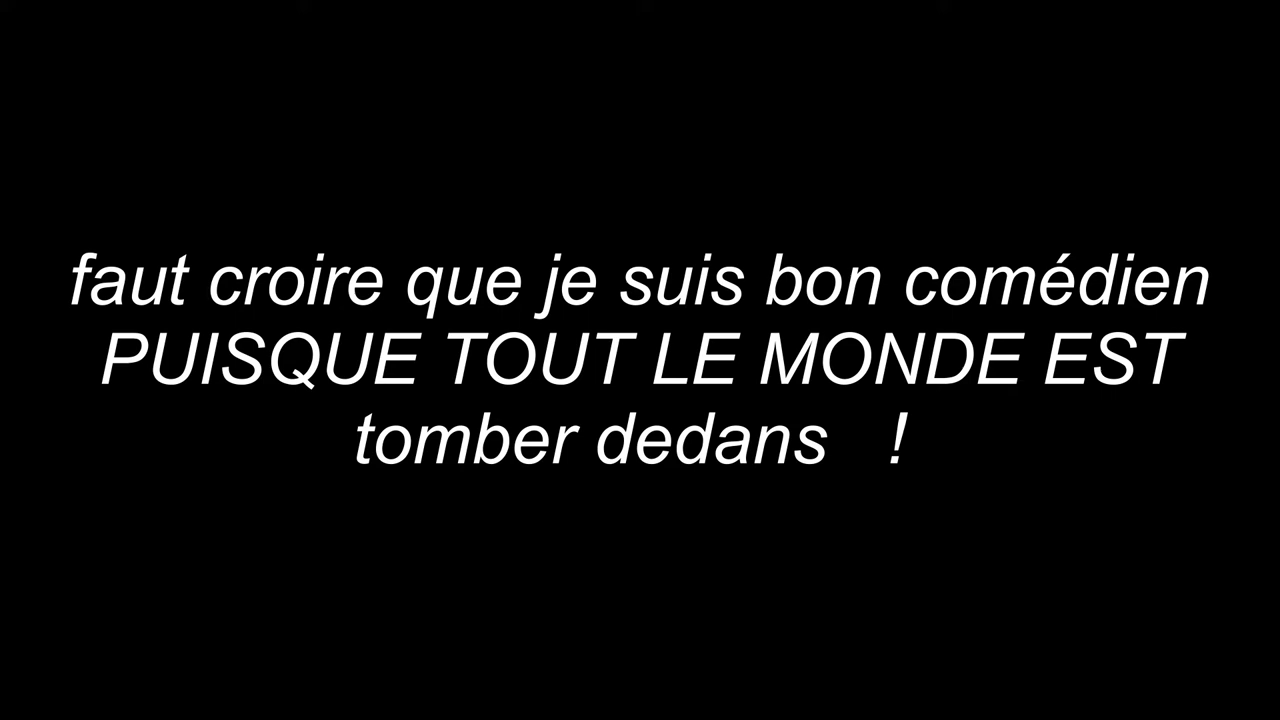 faut croire que je suis bon comédien
PUISQUE TOUT LE MONDE EST
tomber dedans !